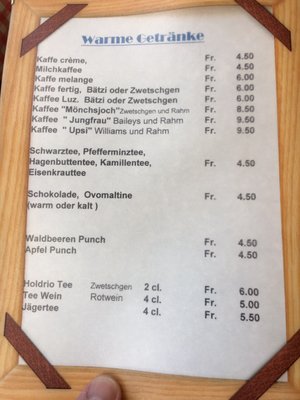 Warme Getränke
Kaffe crème, Fr. 4.50
Milchkaffee Fr. 4.50
Kaffe melange Fr. 6.00
Kaffe fertig, Bätzi oder Zwetschgen Fr. 6.00
Kaffee Luz. Bätzi oder Zwetschgen Fr. 6.00
Kaffee "Mönchsjoch" Zwetschgen und Rahm Fr. 8.50
Kaffee " Jungfrau" Baileys und Rahm Fr. 9.50
Kaffee " Upsi" Williams und Rahm Fr. 9.50
Schwarztee, Pfefferminztee,
Hagenbuttentee, Kamillentee, Fr. 4.50
Eisenkrauttee
Schokolade, Ovomaltine Fr. 4.50
(warm oder kalt )
Waldbeeren Punch Fr. 4.50
Apfel Punch Fr. 4.50
Holdrio Tee Zwetschgen 2 cl. Fr. 6.00
Tee Wein Rotwein 4 cl. Fr. 5.00
Jägertee 4 cl. Fr. 5.50